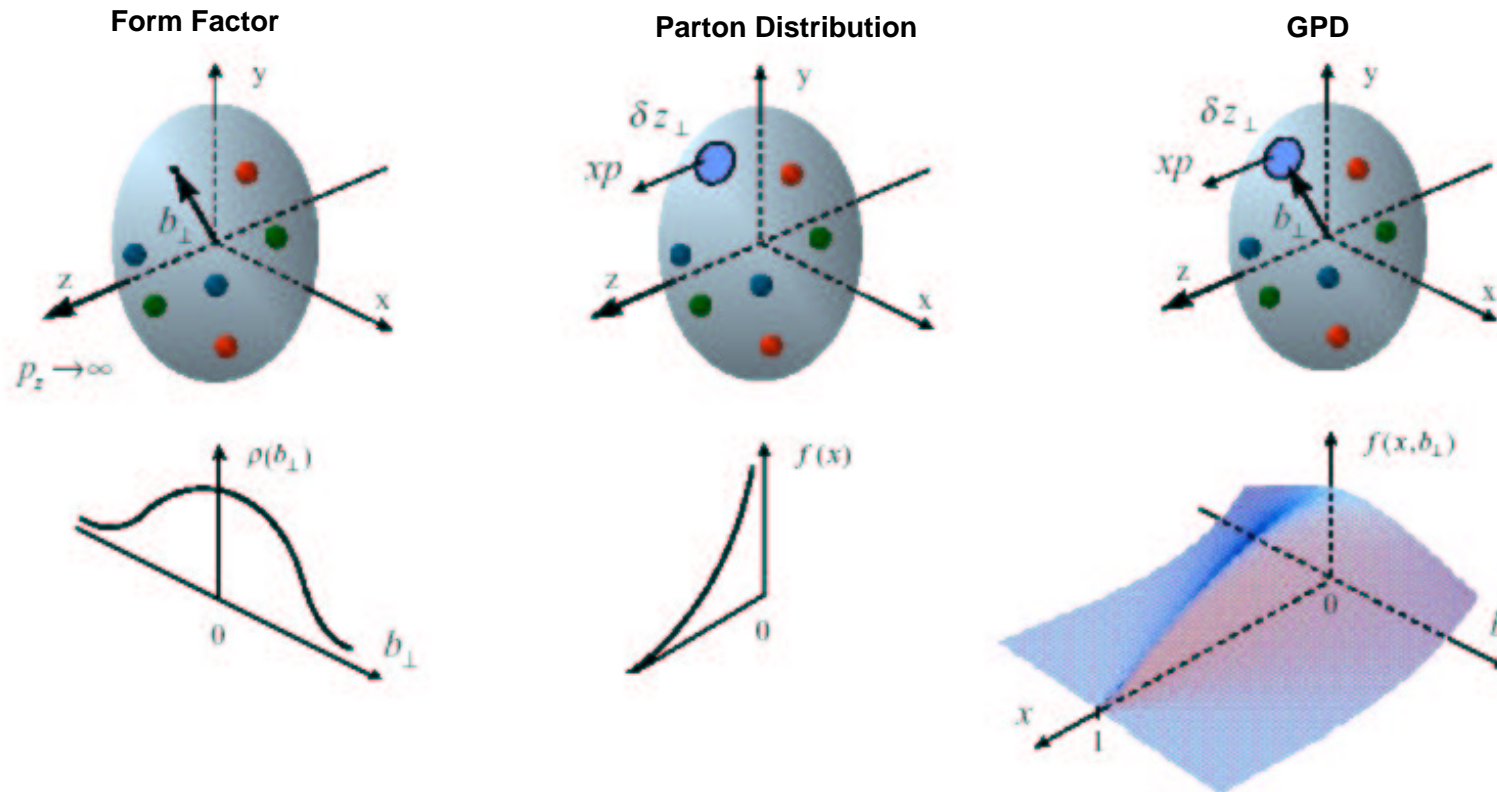 Form Factor
y
b⊥
z
x
p_z→∞
ρ(b⊥)
0
b⊥
Parton Distribution
y
δz⊥
xp
z
x
f(x)
0
GPD
y
δz⊥
xp
b⊥
z
x
f(x,b⊥)
0
x
1